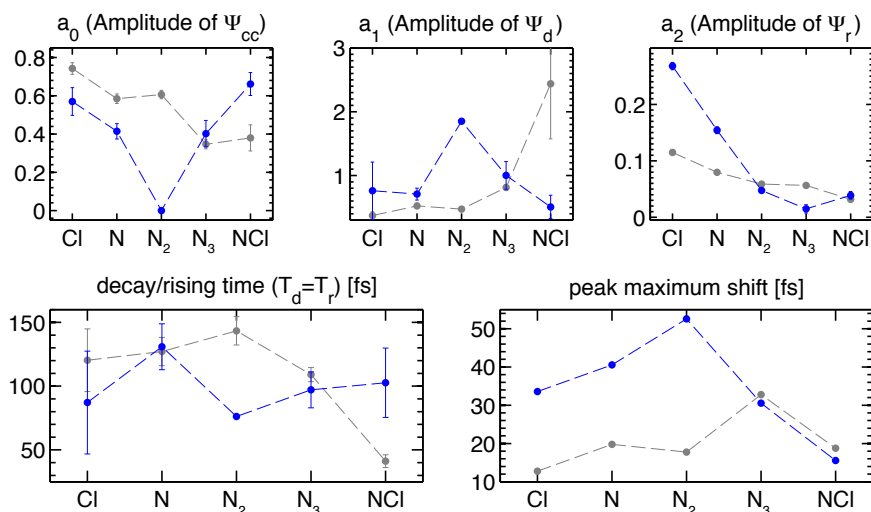 a₀ (Amplitude of Ψcc)
a₁ (Amplitude of Ψd)
a₂ (Amplitude of Ψr)
0.8
0.6
0.4
0.2
0
Cl N N₂ N₃ NCl
3
2
1
Cl N N₂ N₃ NCl
0.2
0.1
0
Cl N N₂ N₃ NCl
decay/rising time (T_d=T_r) [fs]
150
100
50
Cl N N₂ N₃ NCl
peak maximum shift [fs]
50
40
30
20
10
Cl N N₂ N₃ NCl